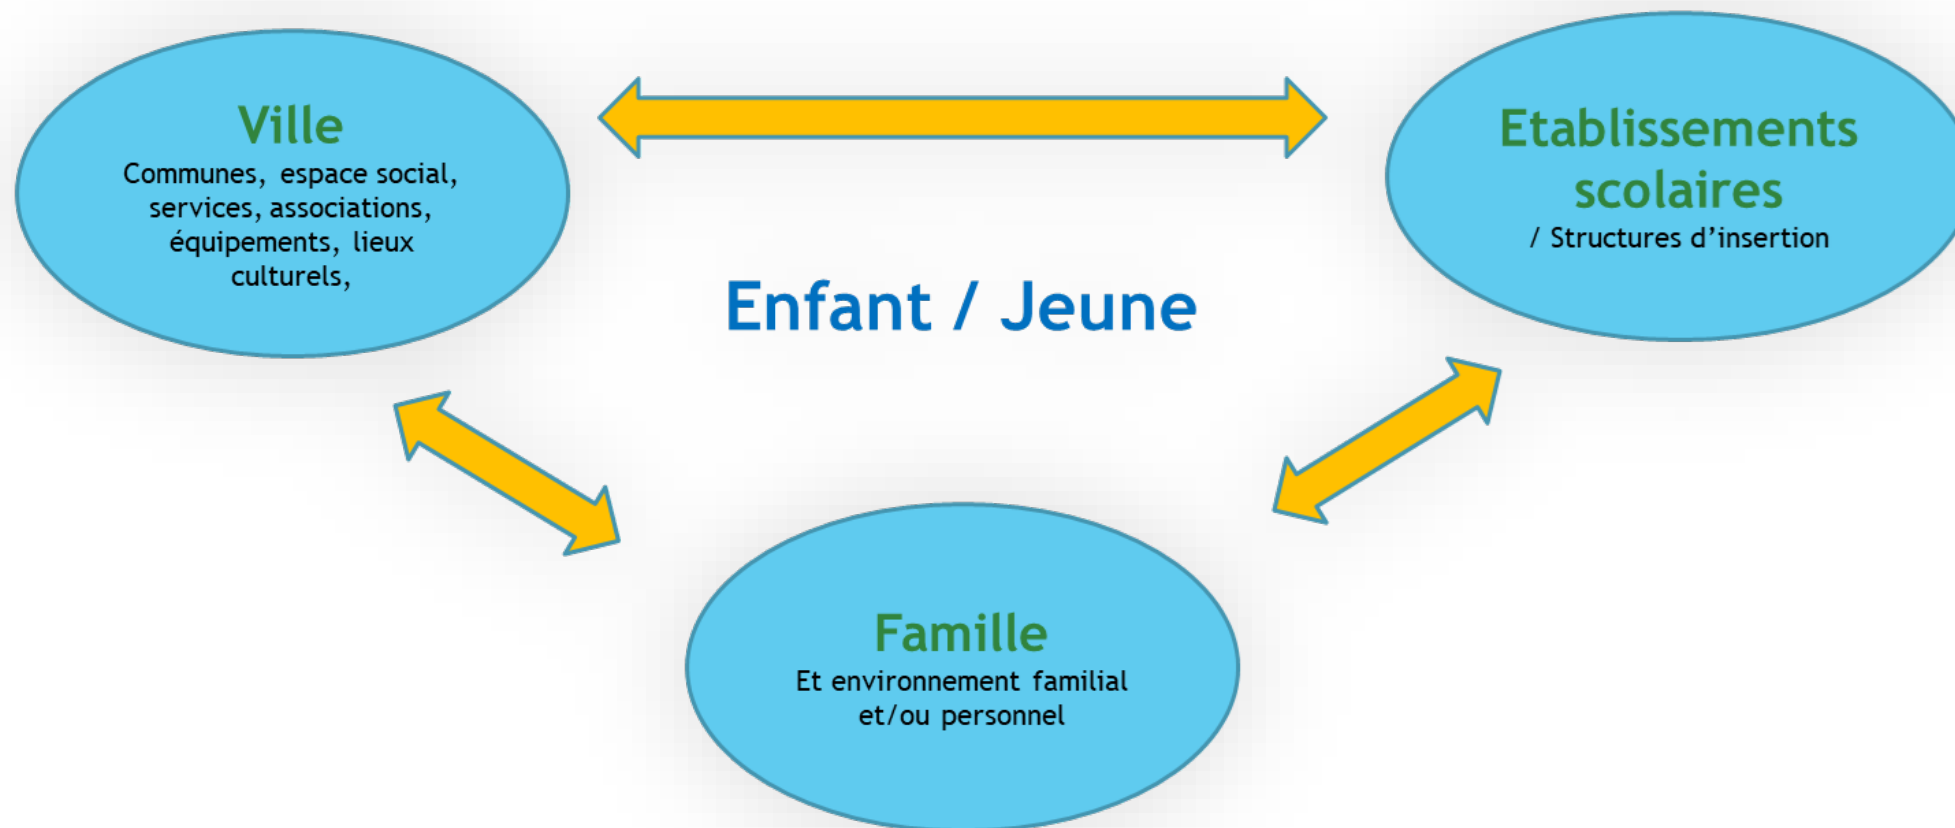 Ville
Communes, espace social,
services, associations,
équipements, lieux
culturels,
Etablissements
scolaires
/ Structures d’insertion
Enfant / Jeune
Famille
Et environnement familial
et/ou personnel